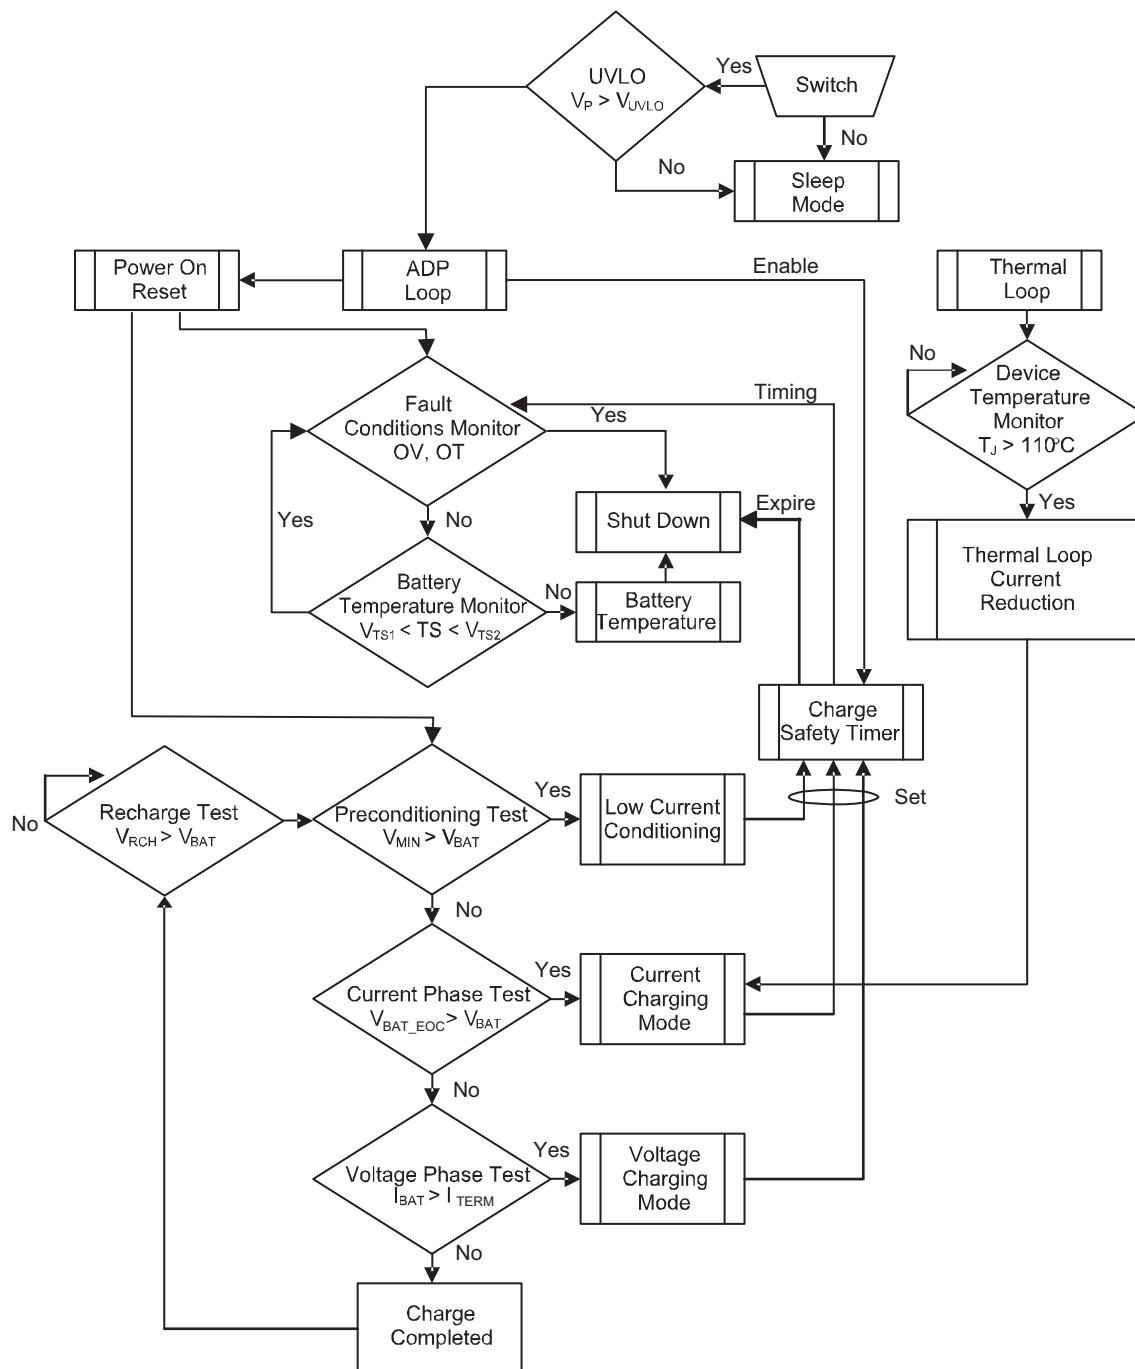 UVLO
V_P > V_UVLO
Yes
Switch
No
No
Sleep
Mode
Power On
Reset
ADP
Loop
Enable
Thermal
Loop
No
Device
Temperature
Monitor
T_J > 110°C
Timing
Fault
Conditions Monitor
OV, OT
Yes
Yes
No
Shut Down
Expire
Yes
Thermal Loop
Current
Reduction
Battery
Temperature Monitor
V_TS1 < TS < V_TS2
No
Battery
Temperature
Charge
Safety Timer
Set
No
Recharge Test
V_RCH > V_BAT
Preconditioning Test
V_MIN > V_BAT
Yes
Low Current
Conditioning
No
Current Phase Test
V_BAT_EOC > V_BAT
Yes
Current
Charging
Mode
No
Voltage Phase Test
I_BAT > I_TERM
Yes
Voltage
Charging
Mode
No
Charge
Completed